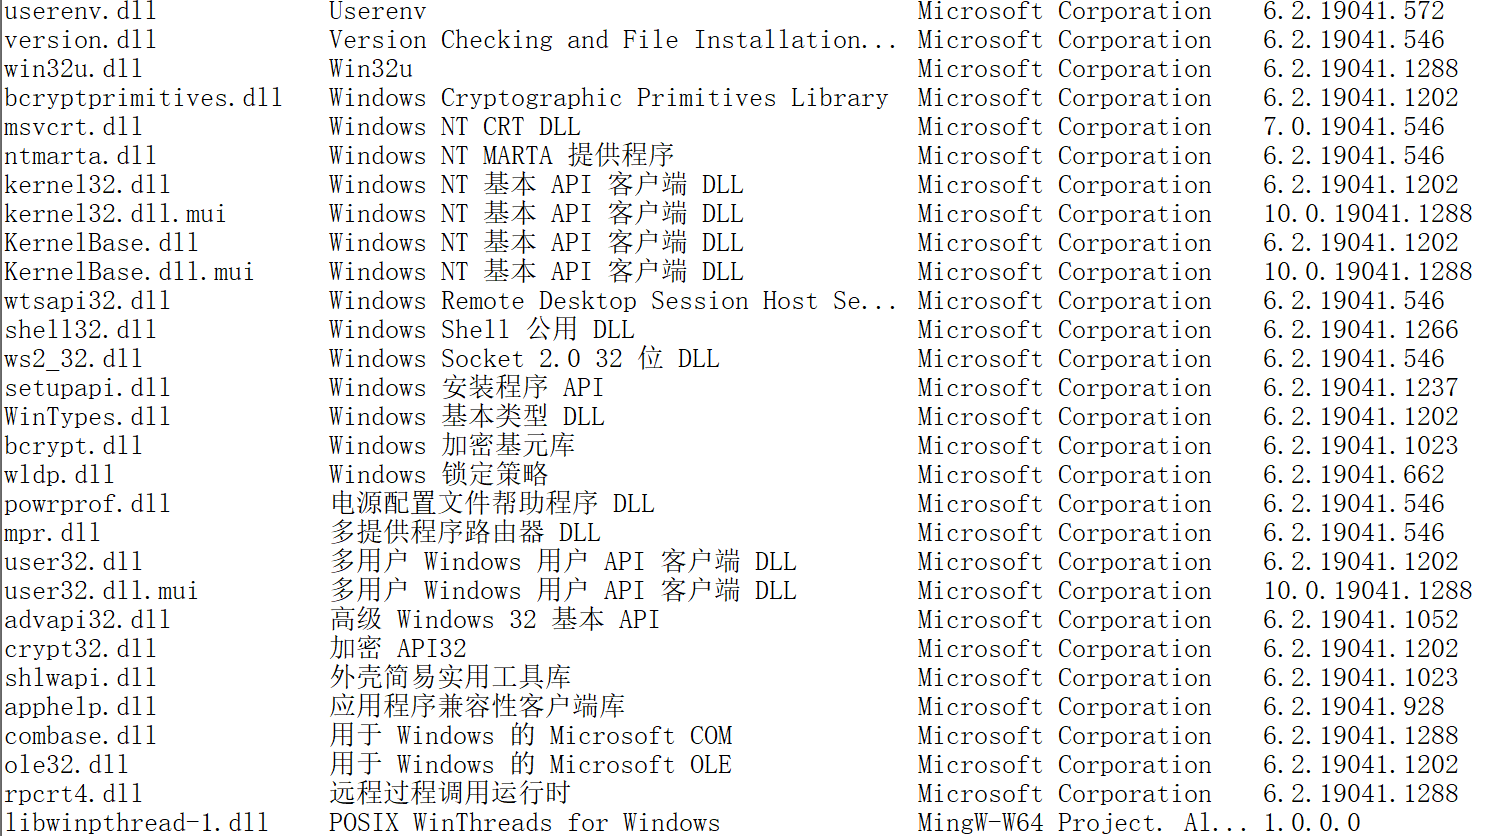 userenv.dll Userenv Microsoft Corporation 6.2.19041.572
version.dll Version Checking and File Installation... Microsoft Corporation 6.2.19041.546
win32u.dll Win32u Microsoft Corporation 6.2.19041.1288
bcryptprimitives.dll Windows Cryptographic Primitives Library Microsoft Corporation 6.2.19041.1202
msvcrt.dll Windows NT CRT DLL Microsoft Corporation 7.0.19041.546
ntmarta.dll Windows NT MARTA 提供程序 Microsoft Corporation 6.2.19041.546
kernel32.dll Windows NT 基本 API 客户端 DLL Microsoft Corporation 6.2.19041.1202
kernel32.dll.mui Windows NT 基本 API 客户端 DLL Microsoft Corporation 10.0.19041.1288
KernelBase.dll Windows NT 基本 API 客户端 DLL Microsoft Corporation 6.2.19041.1202
KernelBase.dll.mui Windows NT 基本 API 客户端 DLL Microsoft Corporation 10.0.19041.1288
wtsapi32.dll Windows Remote Desktop Session Host Se... Microsoft Corporation 6.2.19041.546
shell32.dll Windows Shell 公用 DLL Microsoft Corporation 6.2.19041.1266
ws2_32.dll Windows Socket 2.0 32 位 DLL Microsoft Corporation 6.2.19041.546
setupapi.dll Windows 安装程序 API Microsoft Corporation 6.2.19041.1237
WinTypes.dll Windows 基本类型 DLL Microsoft Corporation 6.2.19041.1202
bcrypt.dll Windows 加密基元库 Microsoft Corporation 6.2.19041.1023
wldp.dll Windows 锁定策略 Microsoft Corporation 6.2.19041.662
powrprof.dll 电源配置文件帮助程序 DLL Microsoft Corporation 6.2.19041.546
mpr.dll 多提供程序路由器 DLL Microsoft Corporation 6.2.19041.546
user32.dll 多用户 Windows 用户 API 客户端 DLL Microsoft Corporation 6.2.19041.1202
user32.dll.mui 多用户 Windows 用户 API 客户端 DLL Microsoft Corporation 10.0.19041.1288
advapi32.dll 高级 Windows 32 基本 API Microsoft Corporation 6.2.19041.1052
crypt32.dll 加密 API32 Microsoft Corporation 6.2.19041.1202
shlwapi.dll 外壳简易实用工具库 Microsoft Corporation 6.2.19041.1023
apphelp.dll 应用程序兼容性客户端库 Microsoft Corporation 6.2.19041.928
combase.dll 用于 Windows 的 Microsoft COM Microsoft Corporation 6.2.19041.1288
ole32.dll 用于 Windows 的 Microsoft OLE Microsoft Corporation 6.2.19041.1202
rpcrt4.dll 远程过程调用运行时 Microsoft Corporation 6.2.19041.1288
libwinpthread-1.dll POSIX WinThreads for Windows MingW-W64 Project. Al... 1.0.0.0